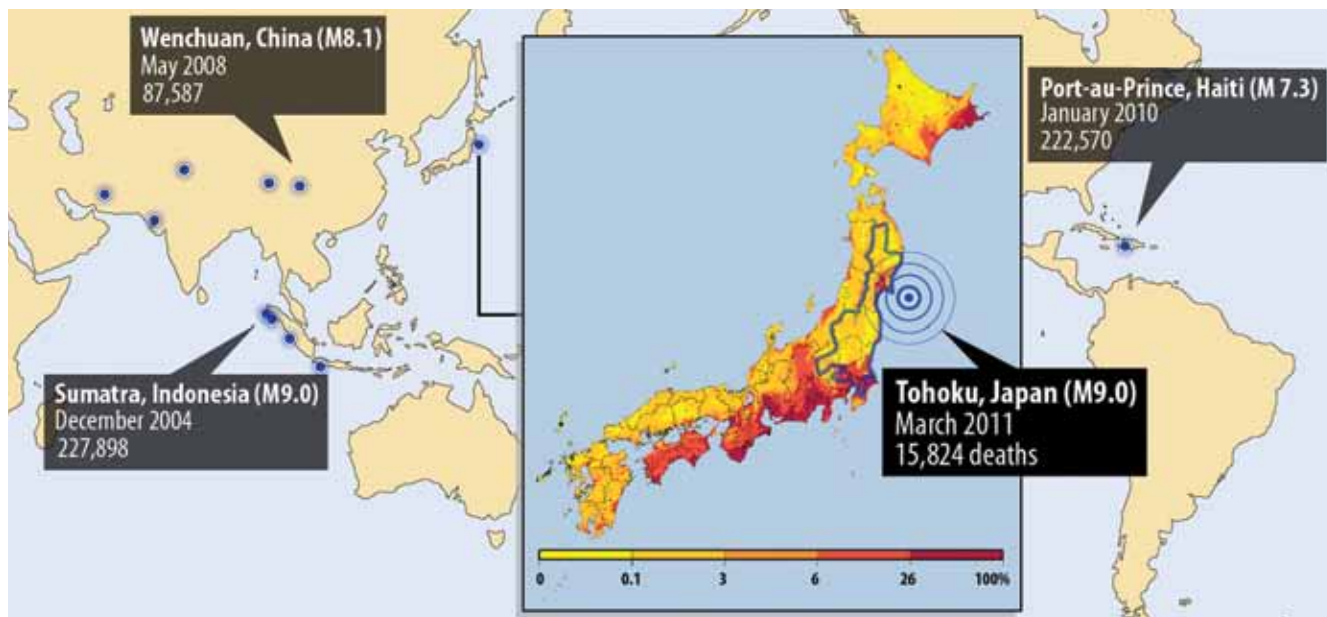 Wenchuan, China (M8.1)
May 2008
87,587
Port-au-Prince, Haiti (M 7.3)
January 2010
222,570
Sumatra, Indonesia (M9.0)
December 2004
227,898
Tohoku, Japan (M9.0)
March 2011
15,824 deaths
0 0.1 3 6 26 100%